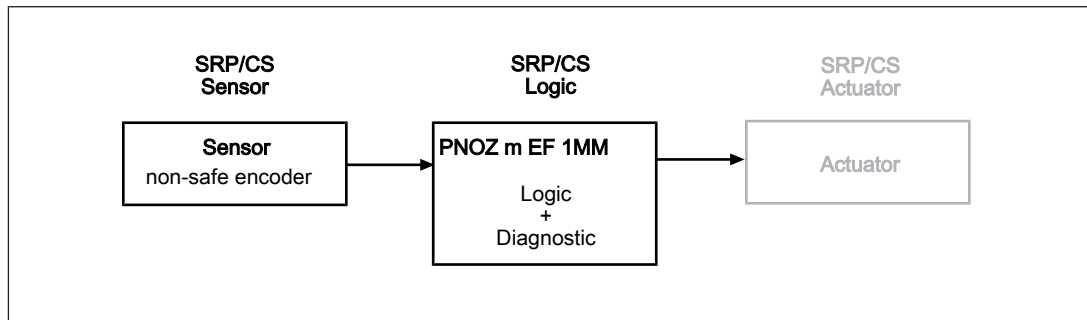 SRP/CS
Sensor
SRP/CS
Logic
SRP/CS
Actuator
Sensor
non-safe encoder
PNOZ m EF 1MM
Logic
+
Diagnostic
Actuator